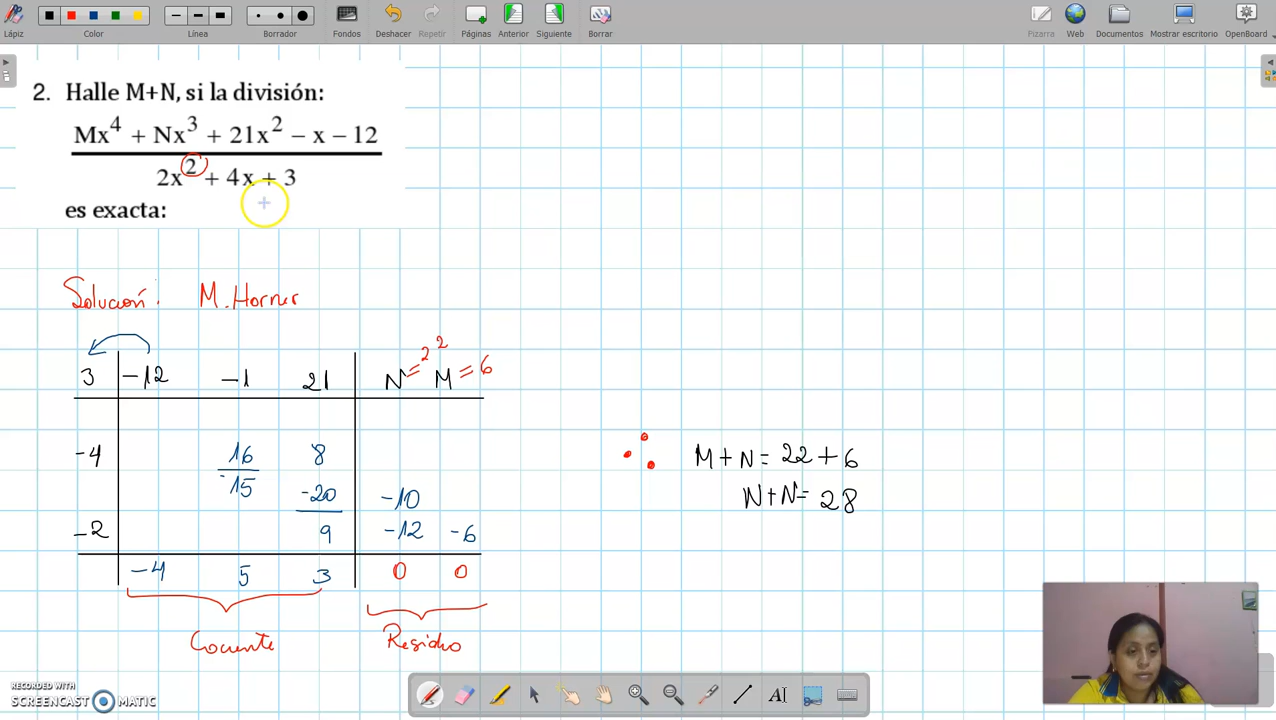 Lápiz Color Línea Borrador Fondos Deshacer Repetir Páginas Anterior Siguiente Borrar Pizarra Web Documentos Mostrar escritorio OpenBoard
2. Halle M+N, si la división:
Mx⁴ + Nx³ + 21x² − x − 12
2x² + 4x + 3
es exacta:
Solución: M. Horner
3 −12 −1 21 N = 22 M = 6
−4 16 8
−15 −20 −10
−2 9 −12 −6
−4 5 3 0 0
Cociente Residuo
∴ M + N = 22 + 6
M + N = 28
RECORDED WITH
SCREENCAST MATIC